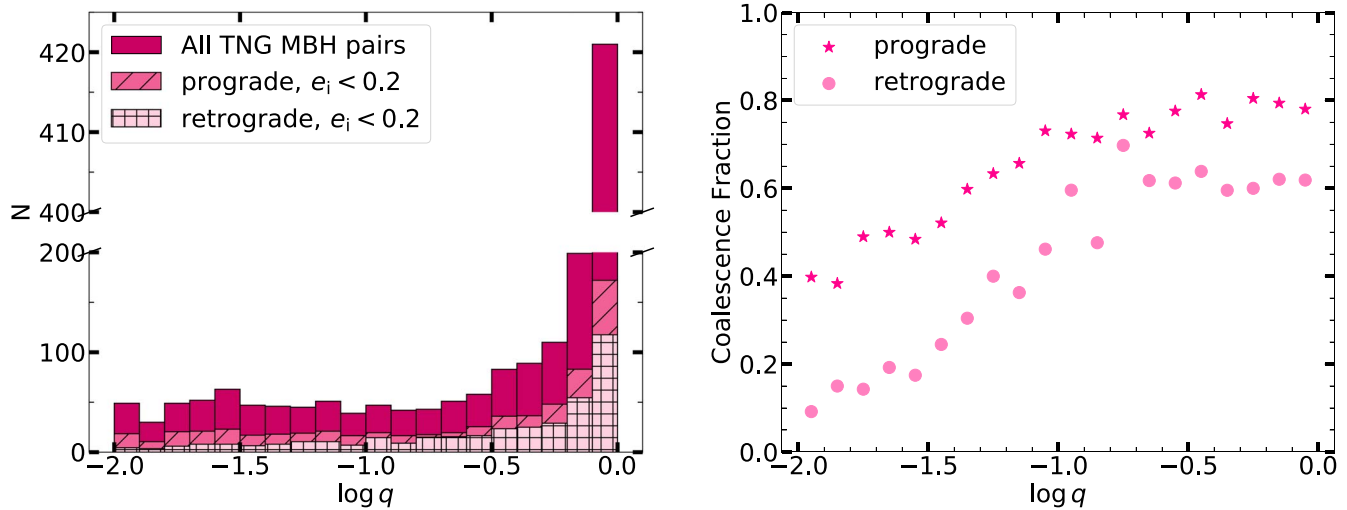 All TNG MBH pairs
prograde, e_i < 0.2
retrograde, e_i < 0.2
N
420
410
400
200
100
0
−2.0 −1.5 −1.0 −0.5 0.0
log q
prograde
retrograde
Coalescence Fraction
1.0
0.8
0.6
0.4
0.2
0.0
−2.0 −1.5 −1.0 −0.5 0.0
log q